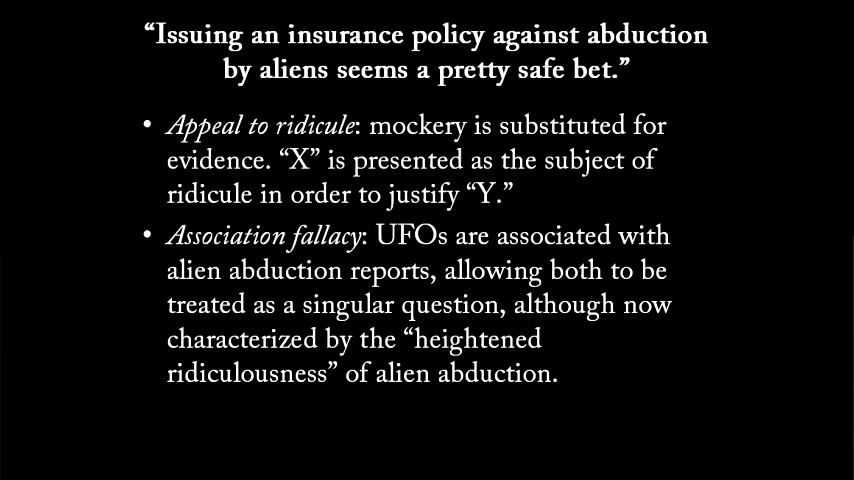 “Issuing an insurance policy against abduction
by aliens seems a pretty safe bet.”
• Appeal to ridicule: mockery is substituted for
evidence. “X” is presented as the subject of
ridicule in order to justify “Y.”
• Association fallacy: UFOs are associated with
alien abduction reports, allowing both to be
treated as a singular question, although now
characterized by the “heightened
ridiculousness” of alien abduction.